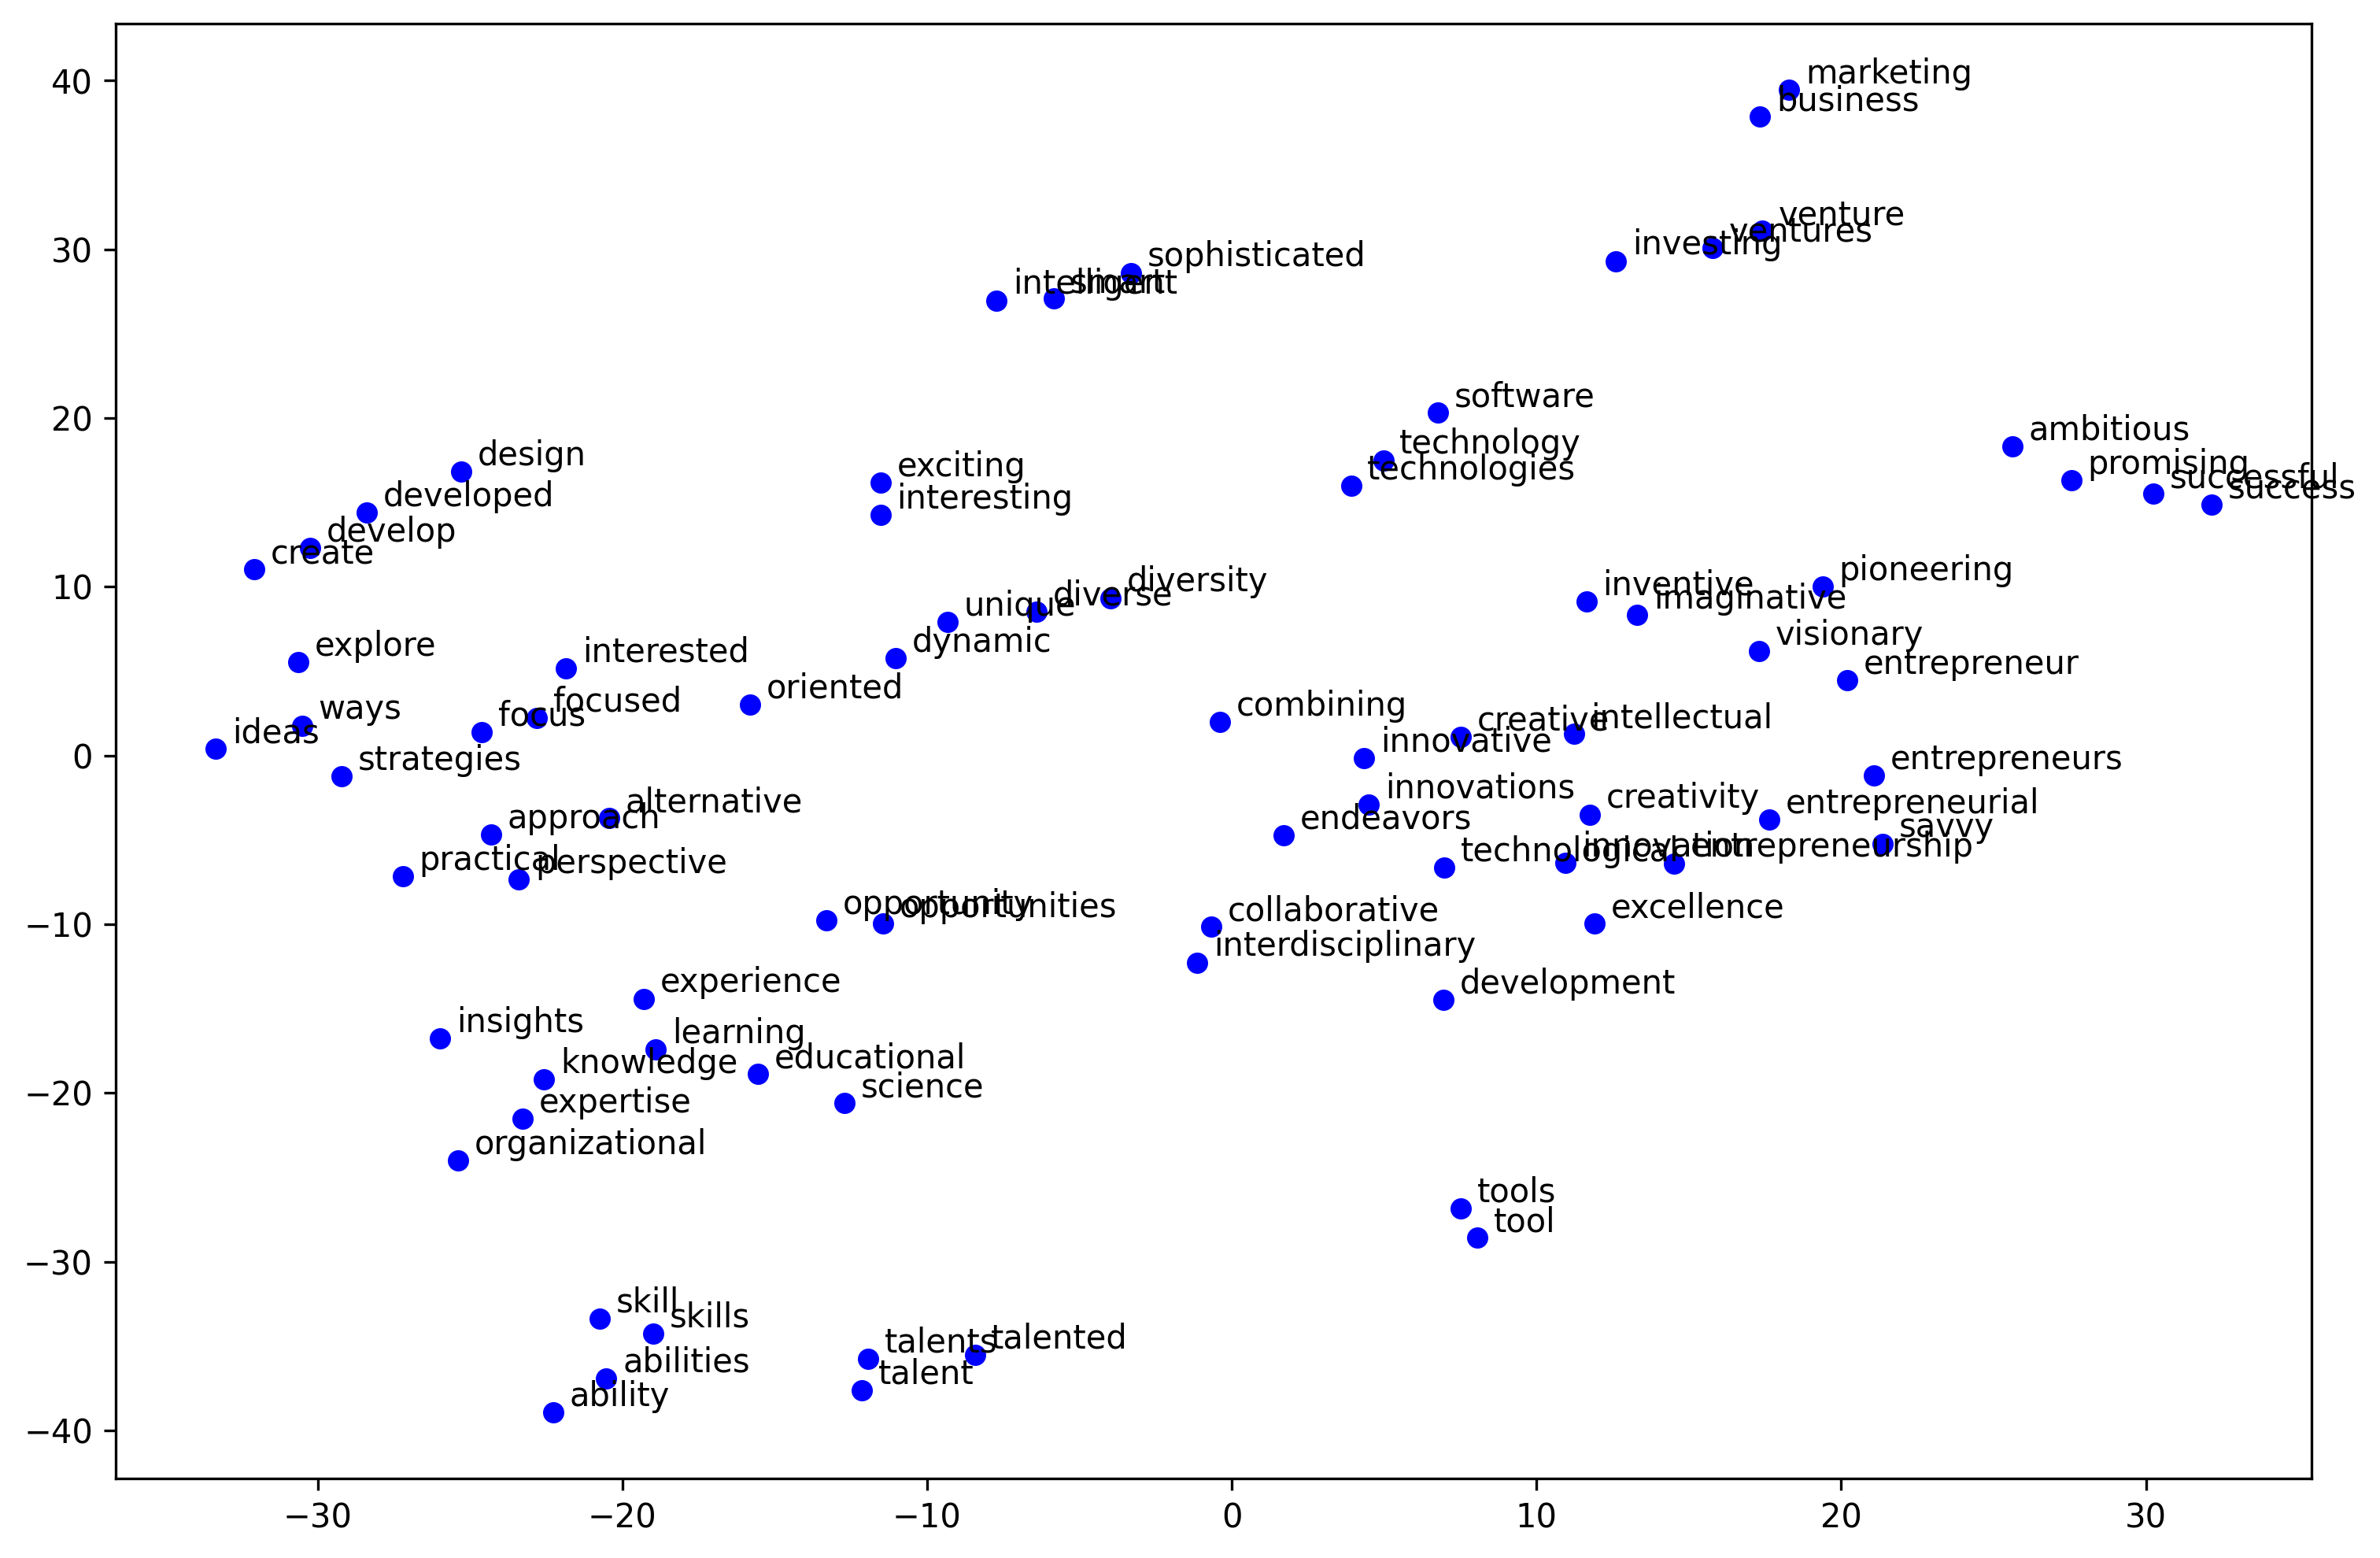 40
30
20
10
0
−10
−20
−30
−40
marketing
business
venture
ventures
investing
sophisticated
smart
intelligent
software
technology
technologies
ambitious
promising
successful
success
design
developed
develop
create
exciting
interesting
diversity
diverse
unique
dynamic
inventive
imaginative
pioneering
visionary
entrepreneur
explore
interested
oriented
focused
focus
ways
ideas
strategies
combining
creative
intellectual
innovative
innovations
endeavors
entrepreneurs
creativity
entrepreneurial
savvy
technological
innovation
entrepreneurship
alternative
approach
practical
perspective
opportunity
opportunities
collaborative
interdisciplinary
excellence
development
experience
insights
learning
knowledge
educational
science
expertise
organizational
tools
tool
skill
skills
abilities
ability
talents
talented
talent
−30 −20 −10 0 10 20 30